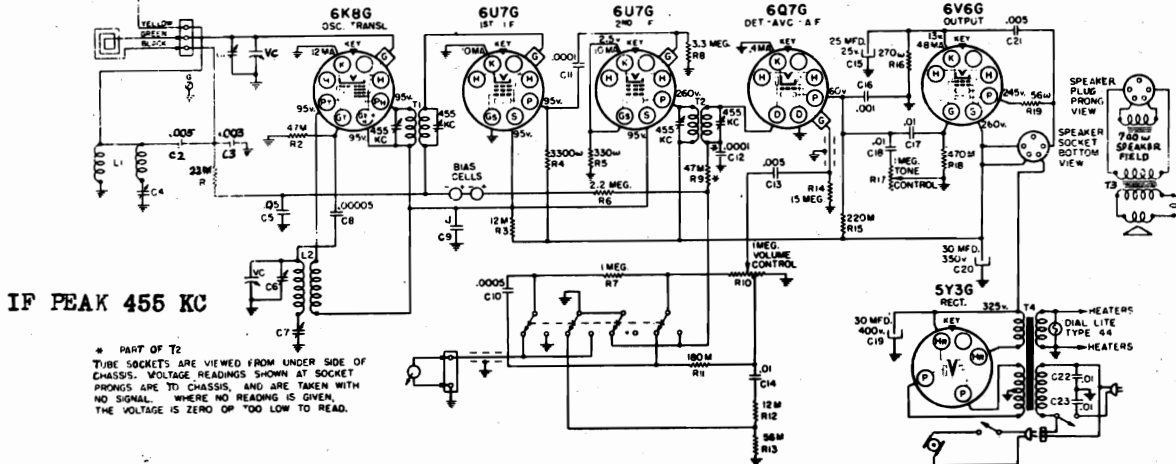 6K8G
OSC. TRANSL.
6U7G
1ST I F
6U7G
2ND F
6Q7G
DET-AVC-A F
6V6G
OUTPUT
YELLOW
GREEN
BLACK
VC
G
12MA
KEY
95v.
47M
R2
455 KC
T1
.003
C3
.005
C2
L1
C4
23M
R
.05
C5
.00005
C8
L2
VC
C6
C7
BIAS CELLS
J
C9
12M
R3
3300ω
R4
.0001
C11
2.5v.
.0MA
KEY
3.3 MEG.
R8
260v.
330ω
R5
2.2 MEG.
R6
455 KC
T2
455 KC
47M
R9
*
.0001
C12
.4MA
KEY
60v.
.005
C13
R14
15 MEG.
220M
R15
25 MFD.
25v.
C15
270ω
R16
C16
.001
.01
C17
.01
C18
1 MEG.
TONE
CONTROL
R17
470M
R18
13v.
48MA
KEY
245v.
260v.
56ω
R19
.005
C21
SPEAKER
PLUG
PRONG
VIEW
SPEAKER
SOCKET
BOTTOM
VIEW
740 ω
SPEAKER
FIELD
T3
30 MFD
350v
C20
1MEG.
VOLUME
CONTROL
R10
.0005
C10
1 MEG.
R7
180M
R11
.01
C14
12M
R12
56M
R13
5Y3G
RECT.
KEY
325v.
30 MFD.
400v.
C19
T4
HEATERS
DIAL LITE
TYPE 44
HEATERS
C22 .01
C23 .01
IF PEAK 455 KC
* PART OF T2
TUBE SOCKETS ARE VIEWED FROM UNDER SIDE OF
CHASSIS. VOLTAGE READINGS SHOWN AT SOCKET
PRONGS ARE TO CHASSIS, AND ARE TAKEN WITH
NO SIGNAL. WHERE NO READING IS GIVEN,
THE VOLTAGE IS ZERO OR TOO LOW TO READ.